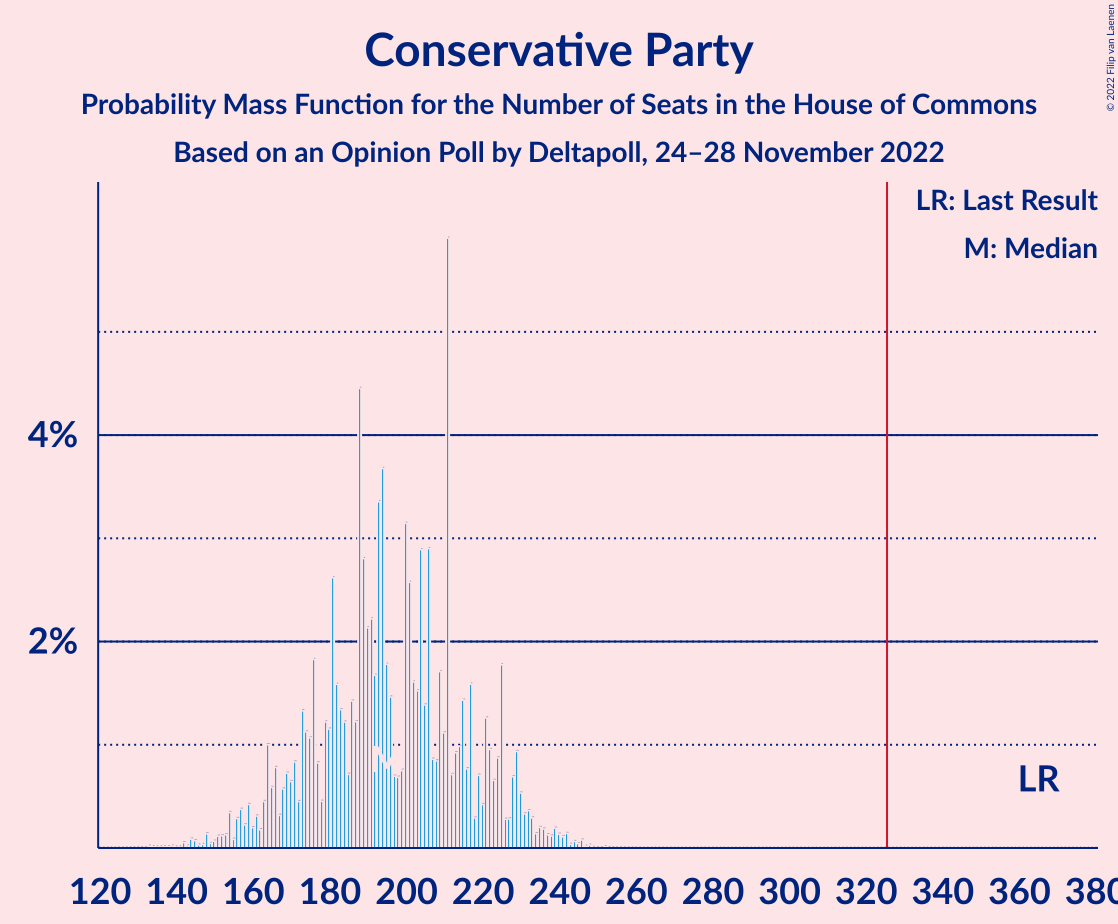 Conservative Party
Probability Mass Function for the Number of Seats in the House of Commons
Based on an Opinion Poll by Deltapoll, 24–28 November 2022
© 2022 Filip van Laenen
LR: Last Result
M: Median
4%
2%
LR
120 140 160 180 200 220 240 260 280 300 320 340 360 380